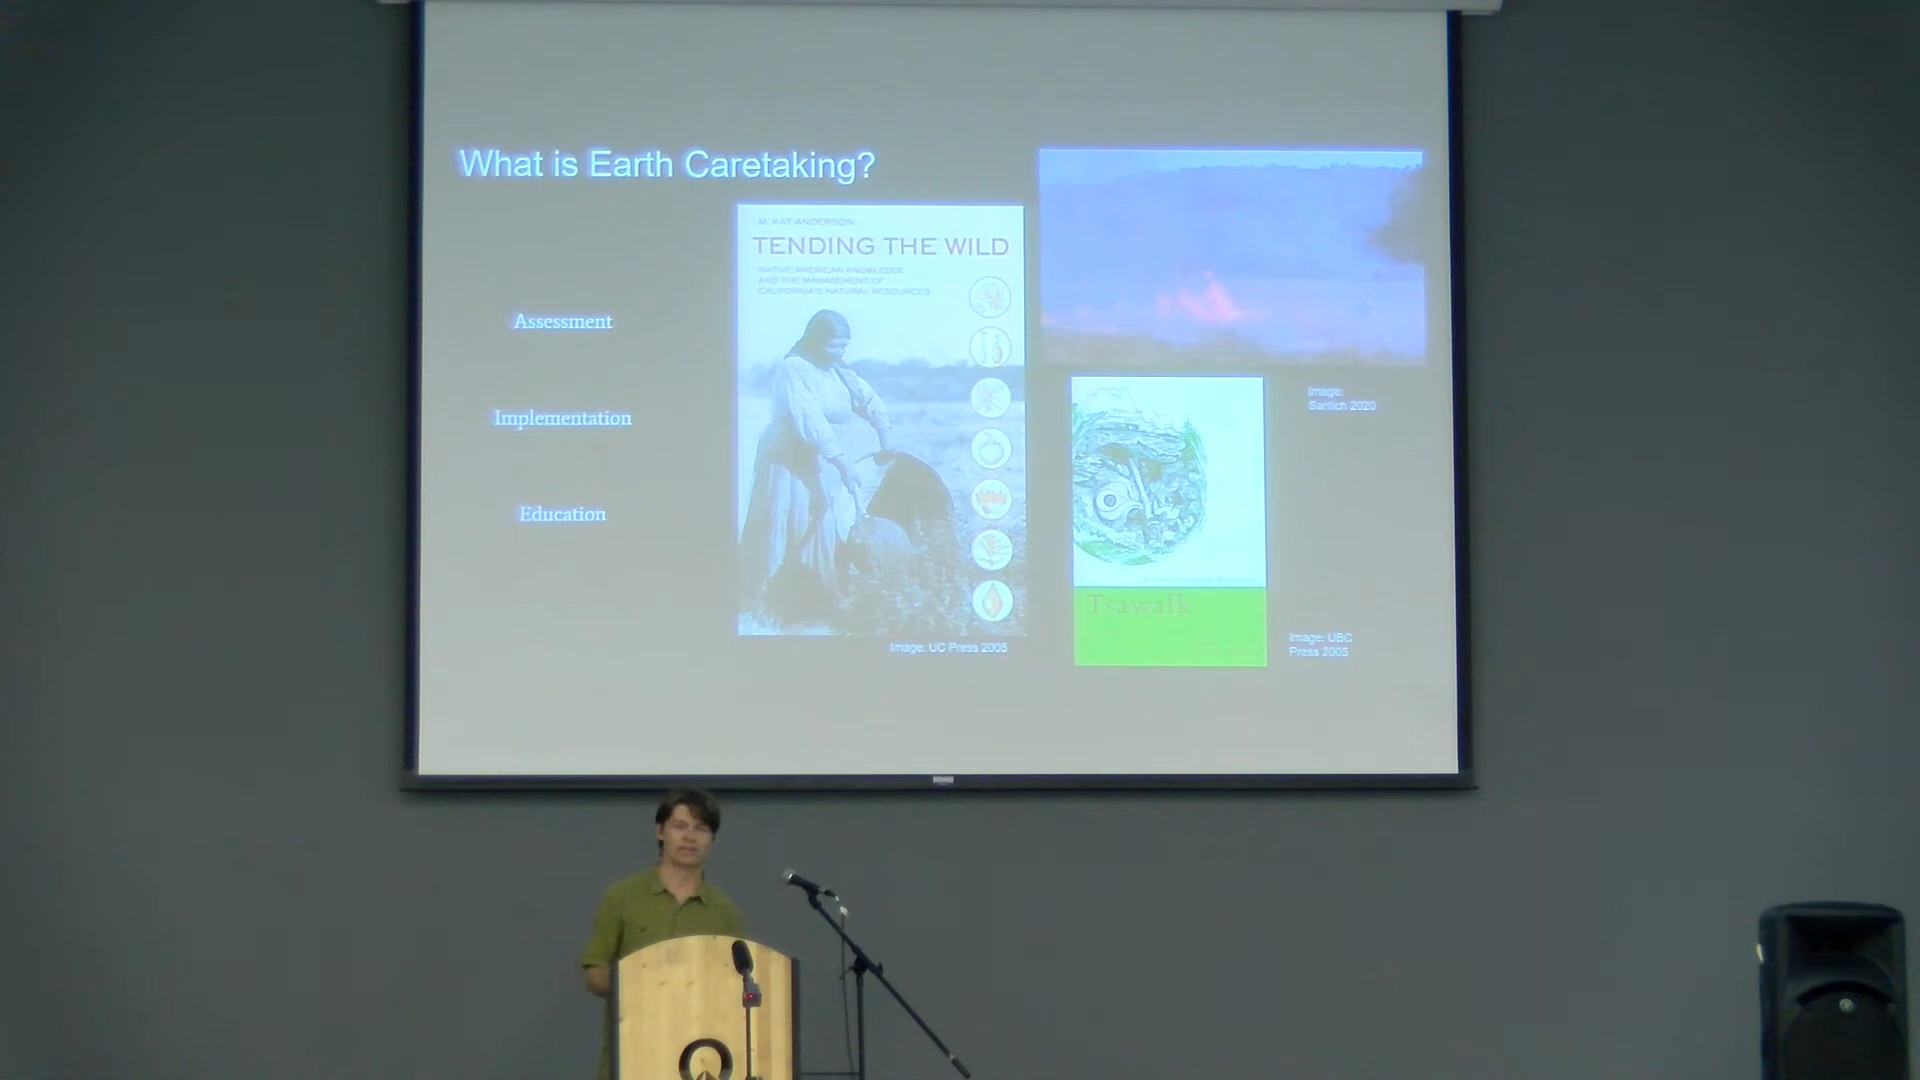 What is Earth Caretaking?
Assessment
Implementation
Education
M. KAT ANDERSON
TENDING THE WILD
NATIVE AMERICAN KNOWLEDGE
AND THE MANAGEMENT OF
CALIFORNIA'S NATURAL RESOURCES
Image: UC Press 2005
Image:
Santich 2020
Tsawalk
Image: UBC
Press 2005